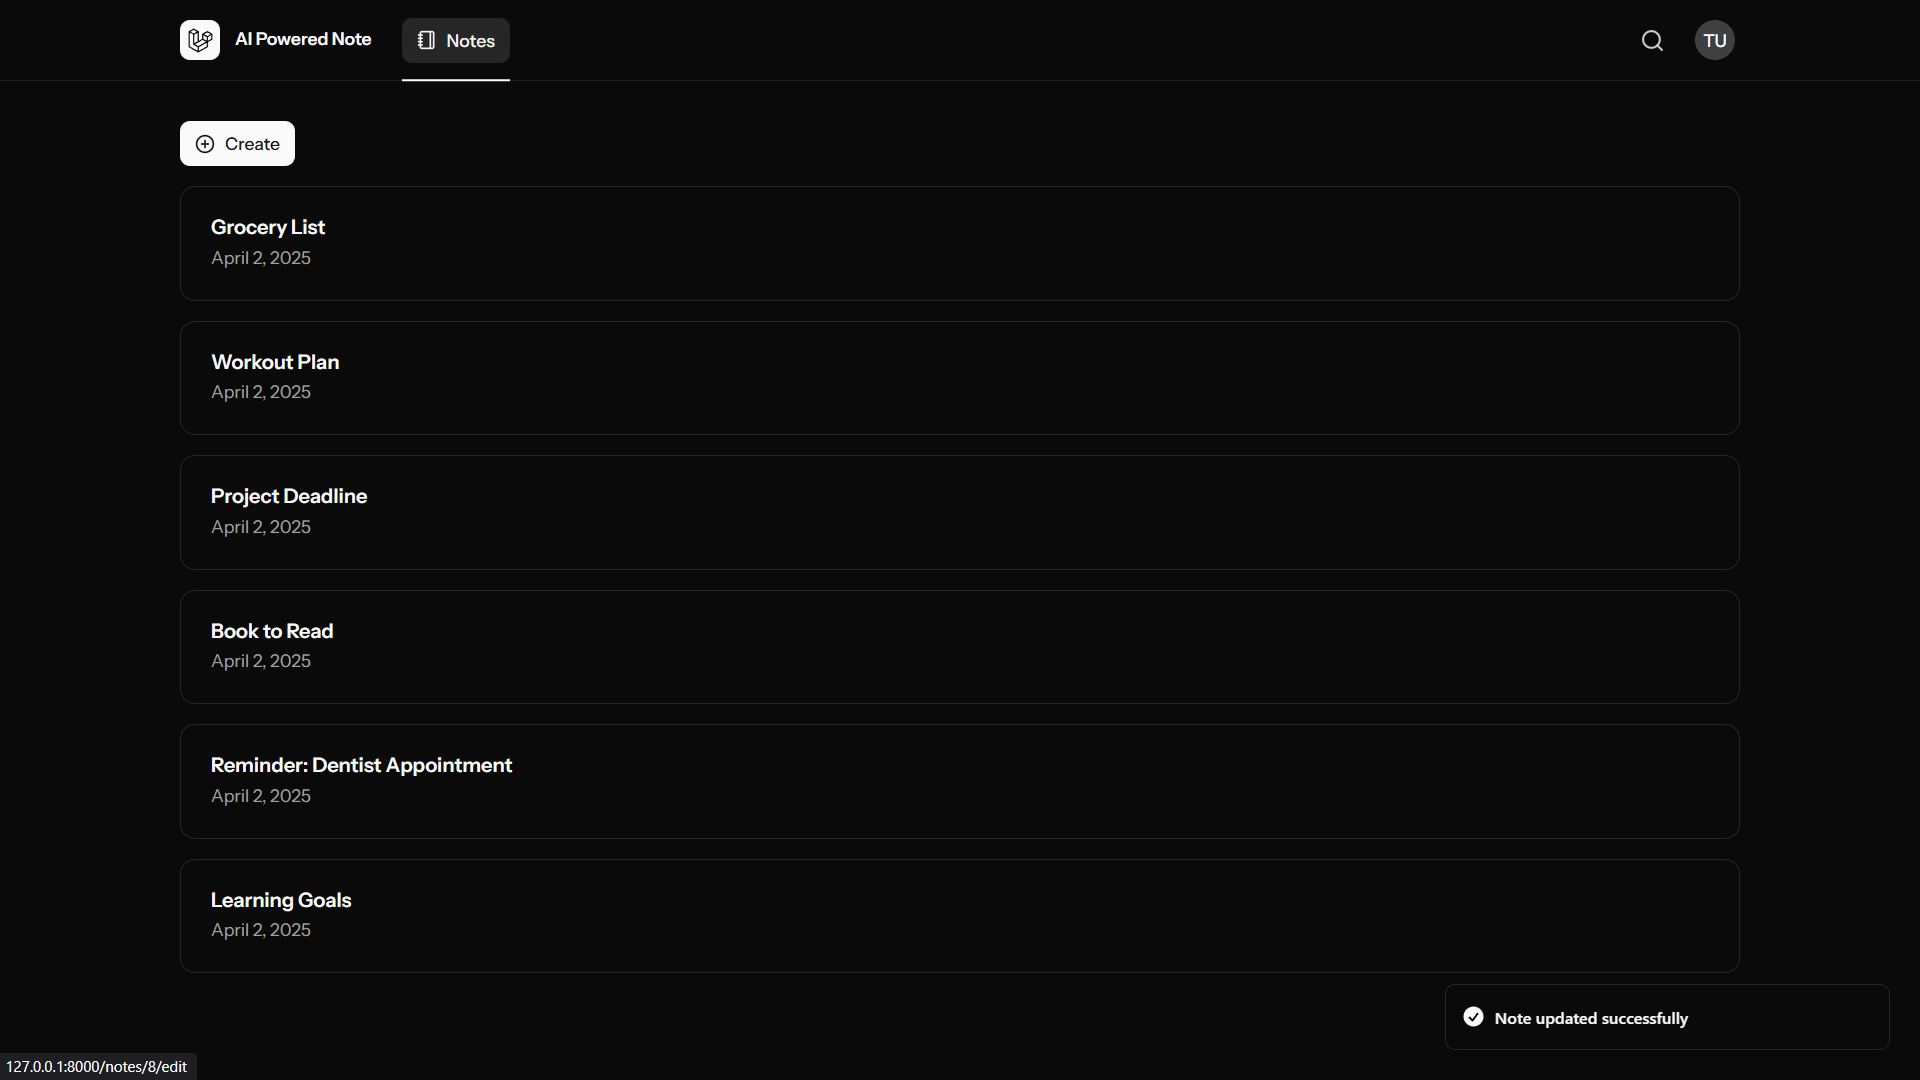 AI Powered Note
Notes
TU
Create
Grocery List
April 2, 2025
Workout Plan
April 2, 2025
Project Deadline
April 2, 2025
Book to Read
April 2, 2025
Reminder: Dentist Appointment
April 2, 2025
Learning Goals
April 2, 2025
Note updated successfully
127.0.0.1:8000/notes/8/edit